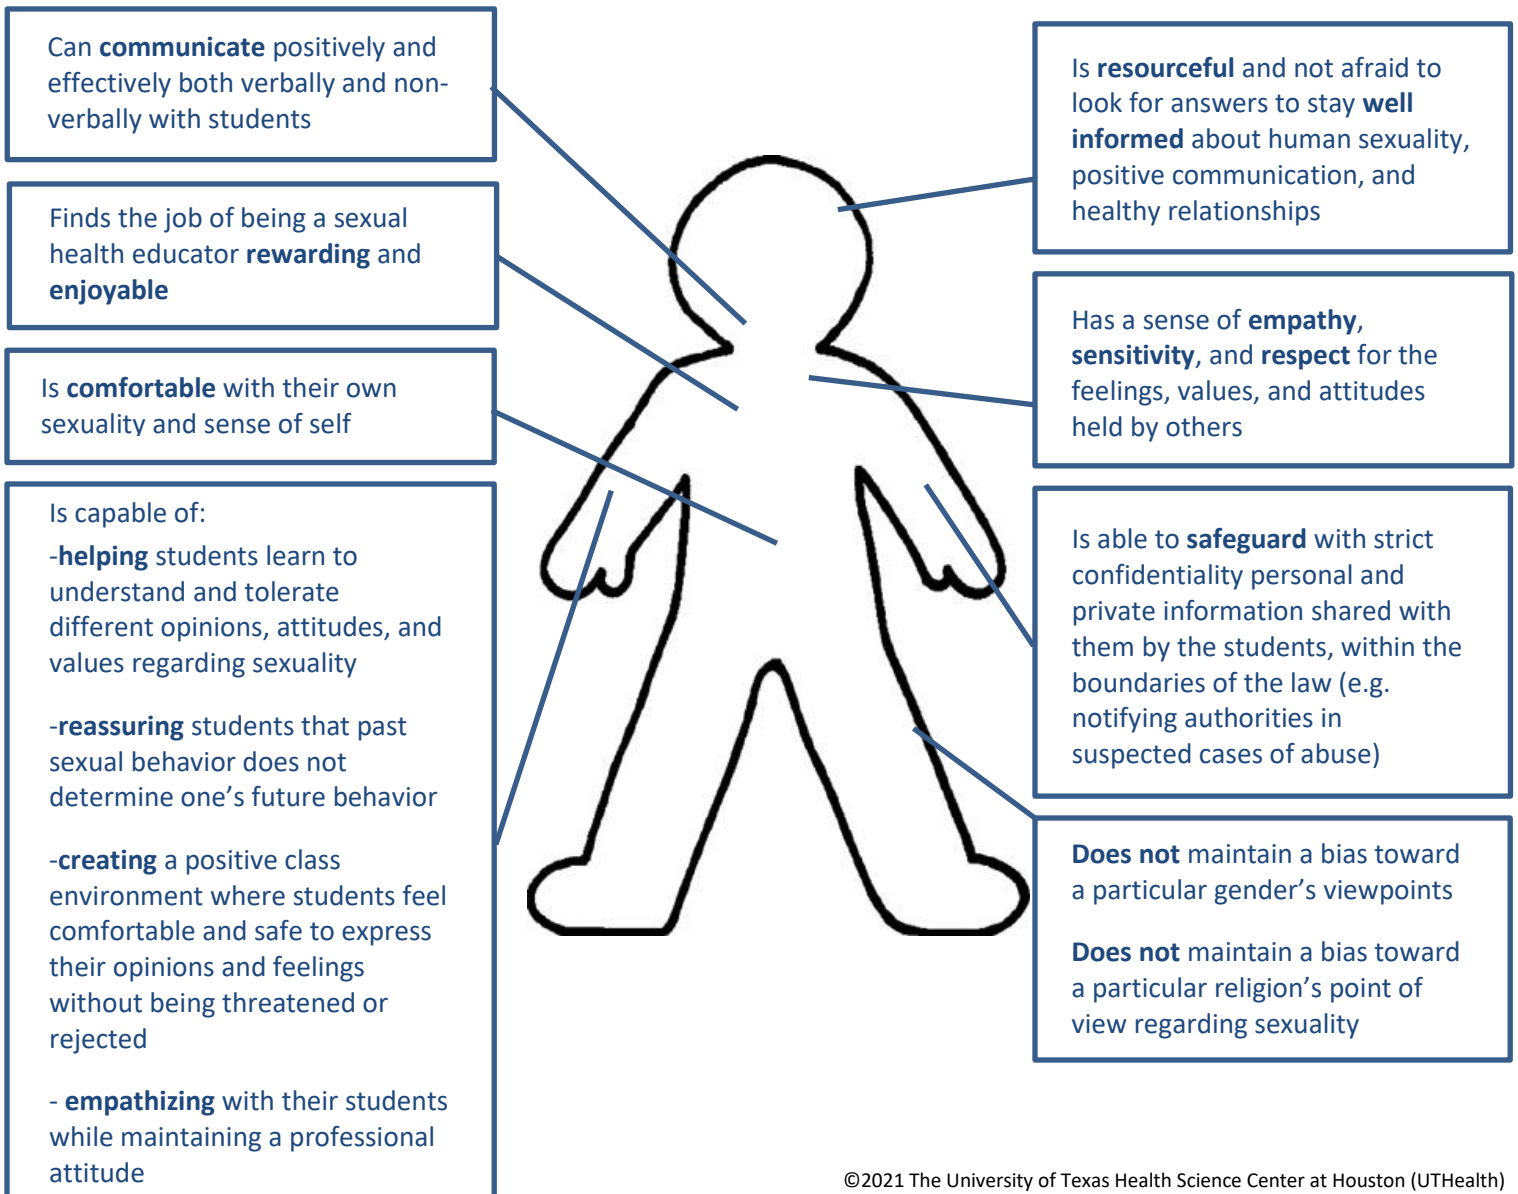 Can communicate positively and
effectively both verbally and non-
verbally with students
Finds the job of being a sexual
health educator rewarding and
enjoyable
Is comfortable with their own
sexuality and sense of self
Is capable of:
-helping students learn to
understand and tolerate
different opinions, attitudes, and
values regarding sexuality
-reassuring students that past
sexual behavior does not
determine one’s future behavior
-creating a positive class
environment where students feel
comfortable and safe to express
their opinions and feelings
without being threatened or
rejected
- empathizing with their students
while maintaining a professional
attitude
Is resourceful and not afraid to
look for answers to stay well
informed about human sexuality,
positive communication, and
healthy relationships
Has a sense of empathy,
sensitivity, and respect for the
feelings, values, and attitudes
held by others
Is able to safeguard with strict
confidentiality personal and
private information shared with
them by the students, within the
boundaries of the law (e.g.
notifying authorities in
suspected cases of abuse)
Does not maintain a bias toward
a particular gender’s viewpoints
Does not maintain a bias toward
a particular religion’s point of
view regarding sexuality
©2021 The University of Texas Health Science Center at Houston (UTHealth)